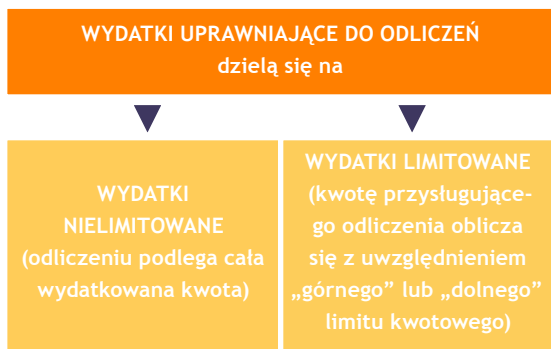 WYDATKI UPRAWNIAJĄCE DO ODLICZEŃ
dzielą się na
WYDATKI
NIELIMITOWANE
(odliczeniu podlega cała
wydatkowana kwota)
WYDATKI LIMITOWANE
(kwotę przysługujące-
go odliczenia oblicza
się z uwzględnieniem
„górnego” lub „dolnego”
limitu kwotowego)